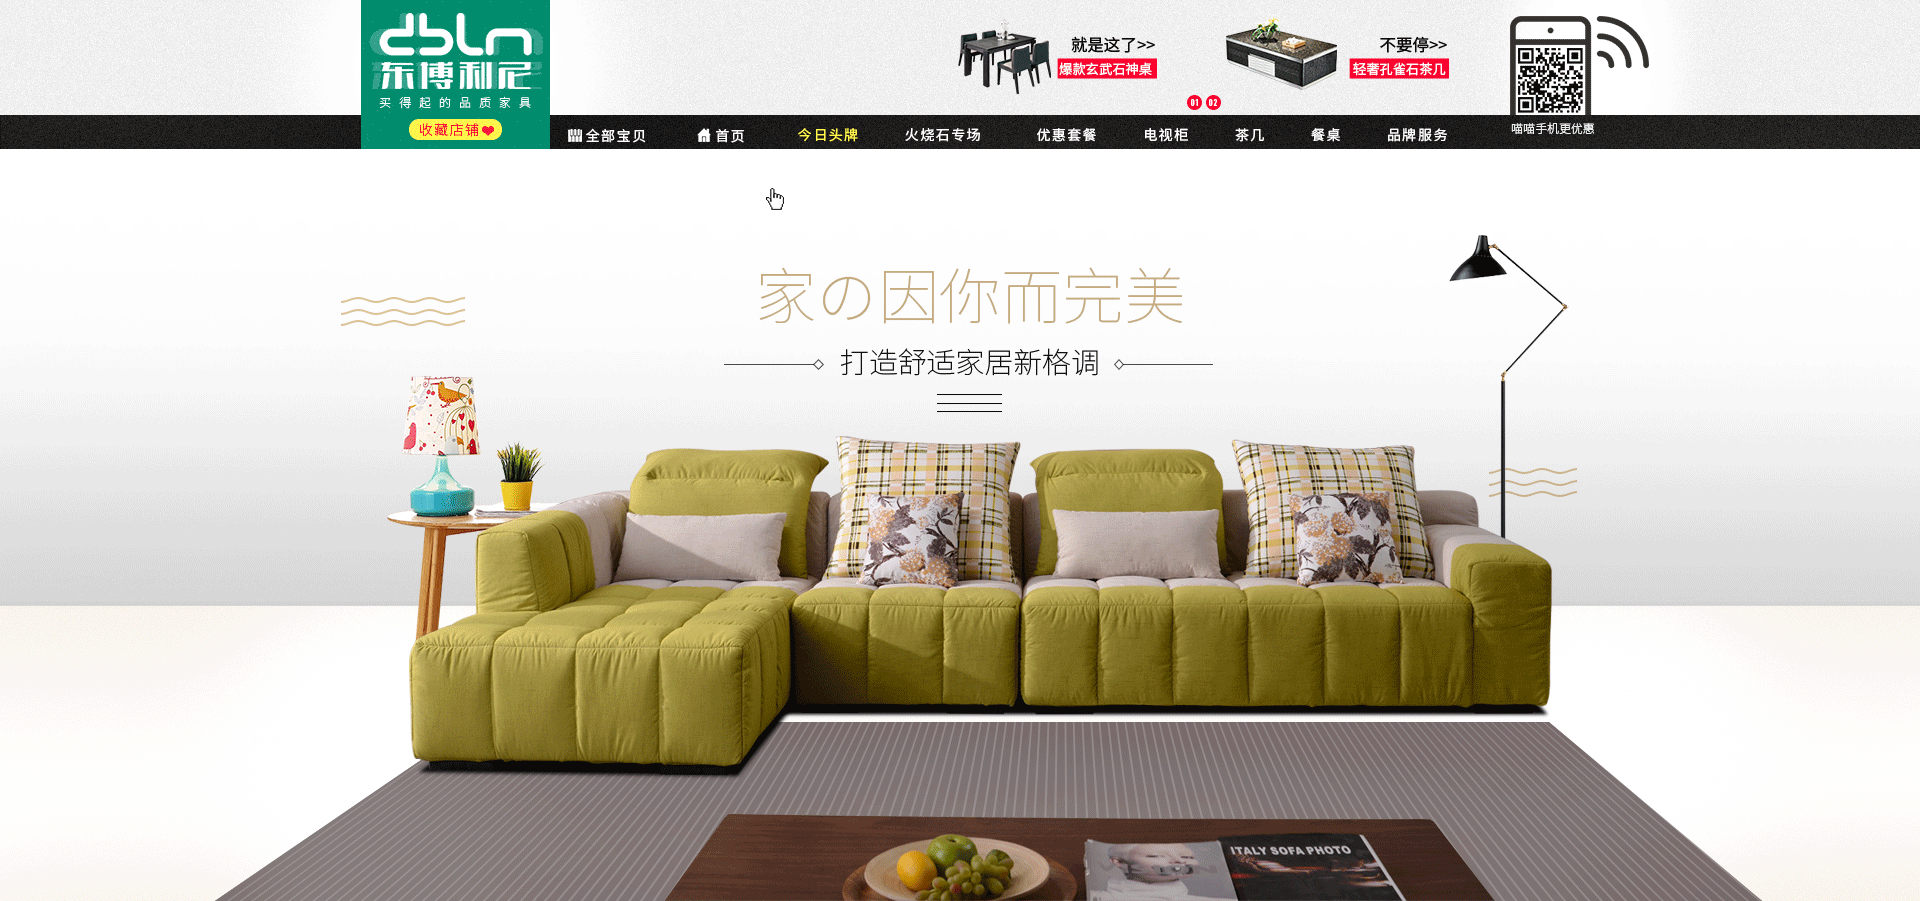 dbln
东博利尼
买得起的品质家具
收藏店铺
就是这了>>
爆款玄武石神桌
不要停>>
轻奢孔雀石茶几
01 02
喵喵手机更优惠
全部宝贝 首页 今日头牌 火烧石专场 优惠套餐 电视柜 茶几 餐桌 品牌服务
家の因你而完美
打造舒适家居新格调
ITALY SOFA PHOTO